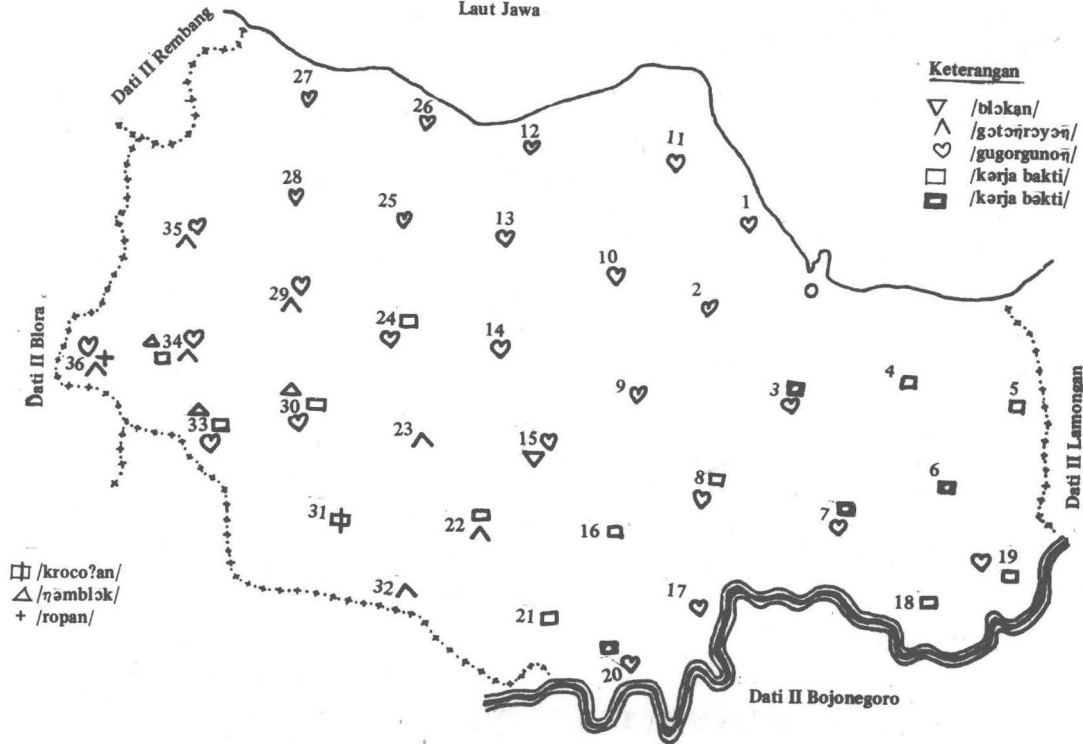 Laut Jawa
Dati II Rembang
27
26
12
11
Keterangan
/blɔkan/
/gɔtɔŋrɔyɔŋ/
/gugorgunoŋ/
/kərja bakti/
/kərja bəkti/
28
25
13
1
35
10
29
24
14
2
Dati II Blora
34
36
9
3
4
5
Dati II Lamongan
30
33
23
15
8
6
7
31
22
16
/kroco?an/
/ŋəmblɔk/
/ropan/
32
17
19
18
21
20
Dati II Bojonegoro